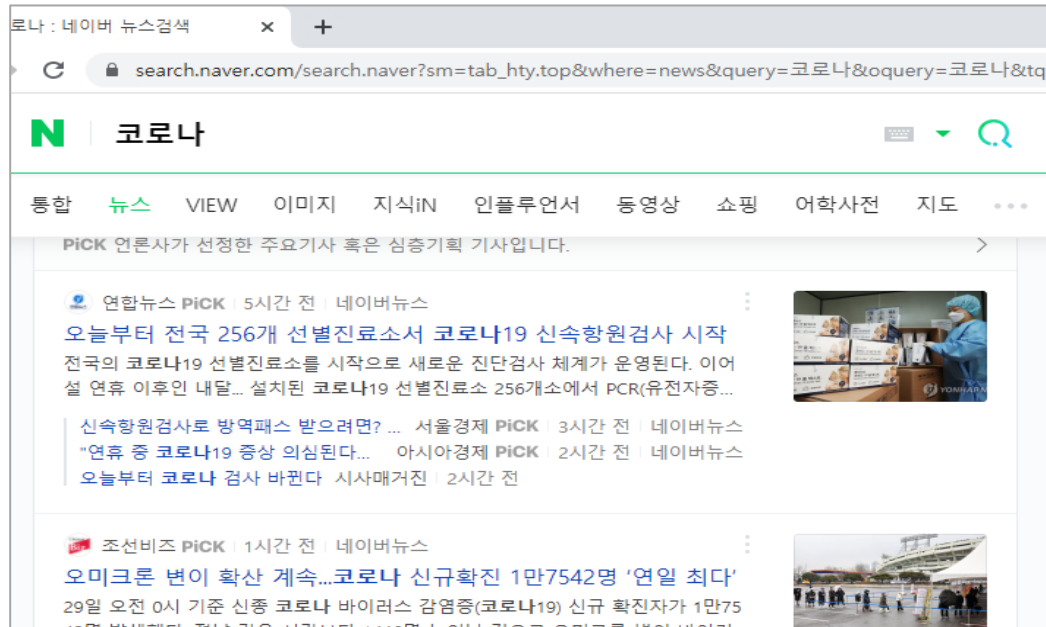 로나 : 네이버 뉴스검색
search.naver.com/search.naver?sm=tab_hty.top&where=news&query=코로나&oquery=코로나&tq
N 코로나
통합 뉴스 VIEW 이미지 지식iN 인플루언서 동영상 쇼핑 어학사전 지도
PiCK 언론사가 선정한 주요기사 혹은 심층기획 기사입니다.
연합뉴스 PiCK 5시간 전 네이버뉴스
오늘부터 전국 256개 선별진료소서 코로나19 신속항원검사 시작
전국의 코로나19 선별진료소를 시작으로 새로운 진단검사 체계가 운영된다. 이어
설 연휴 이후인 내달... 설치된 코로나19 선별진료소 256개소에서 PCR(유전자증...
YONHAP N
신속항원검사로 방역패스 받으려면? ... 서울경제 PiCK 3시간 전 네이버뉴스
"연휴 중 코로나19 증상 의심된다... 아시아경제 PiCK 2시간 전 네이버뉴스
오늘부터 코로나 검사 바뀐다 시사매거진 2시간 전
조선비즈 PiCK 1시간 전 네이버뉴스
오미크론 변이 확산 계속...코로나 신규확진 1만7542명 ‘연일 최다’
29일 오전 0시 기준 신종 코로나 바이러스 감염증(코로나19) 신규 확진자가 1만75